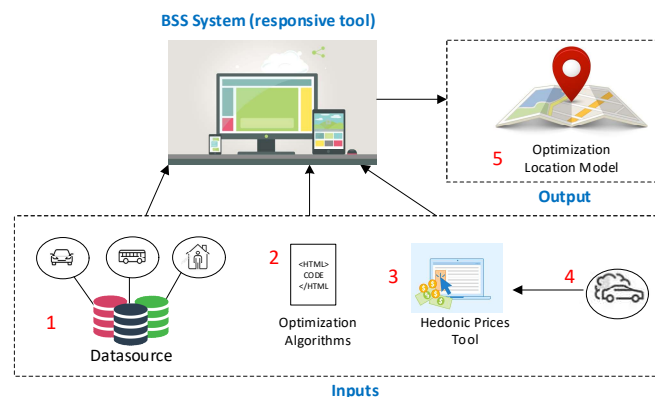 BSS System (responsive tool)
5
Optimization
Location Model
Output
1
Datasource
2
<HTML>
CODE
</HTML
Optimization
Algorithms
3
Hedonic Prices
Tool
4
Inputs